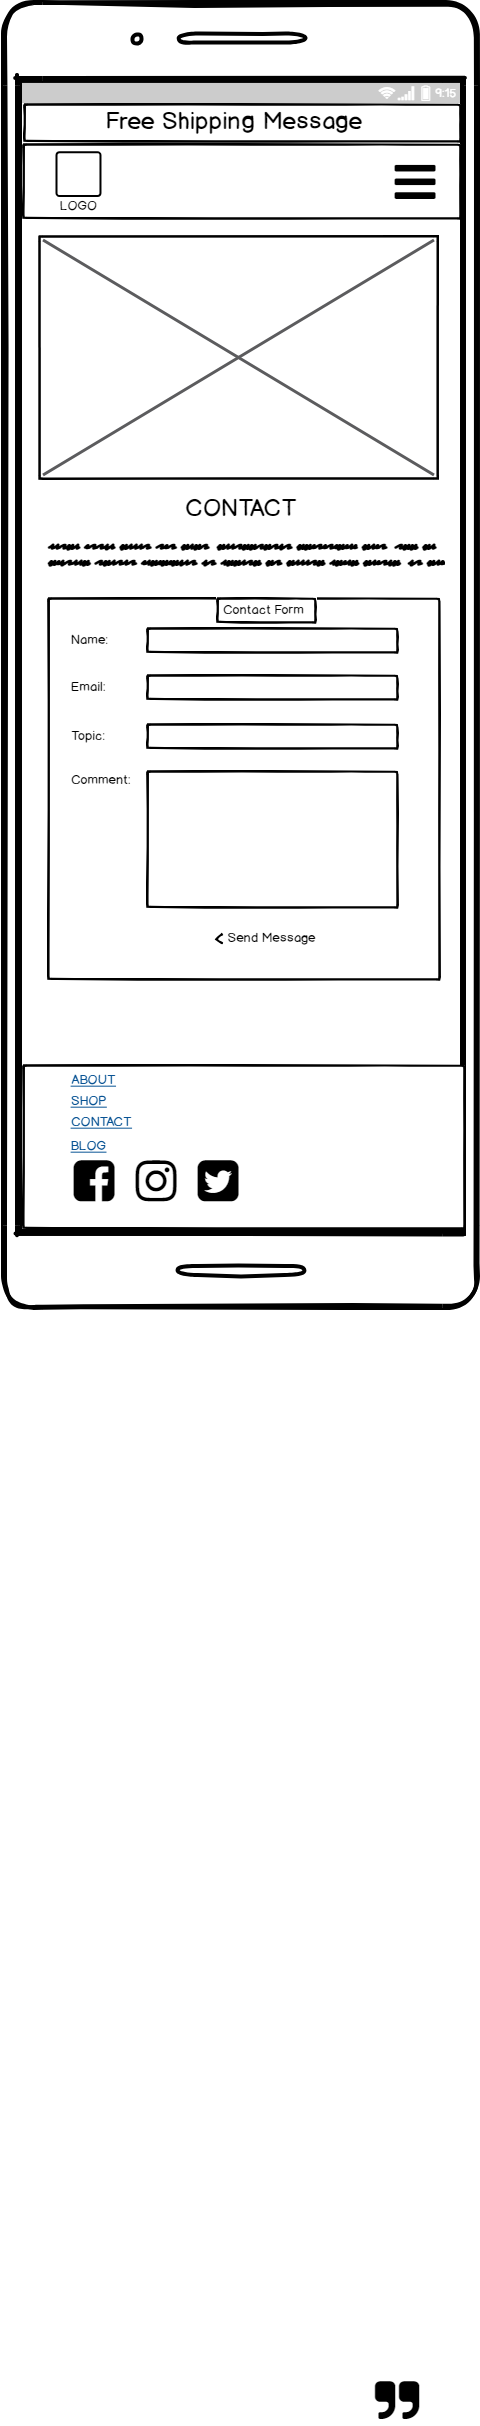 9:15
Free Shipping Message
LOGO
CONTACT
Contact Form
Name:
Email:
Topic:
Comment:
Send Message
ABOUT
SHOP
CONTACT
BLOG